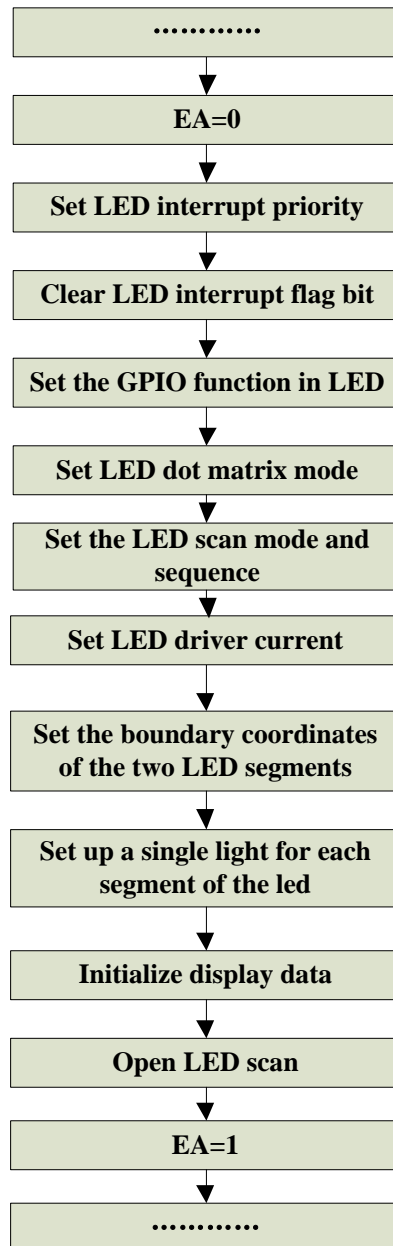 ............
EA=0
Set LED interrupt priority
Clear LED interrupt flag bit
Set the GPIO function in LED
Set LED dot matrix mode
Set the LED scan mode and
sequence
Set LED driver current
Set the boundary coordinates
of the two LED segments
Set up a single light for each
segment of the led
Initialize display data
Open LED scan
EA=1
............